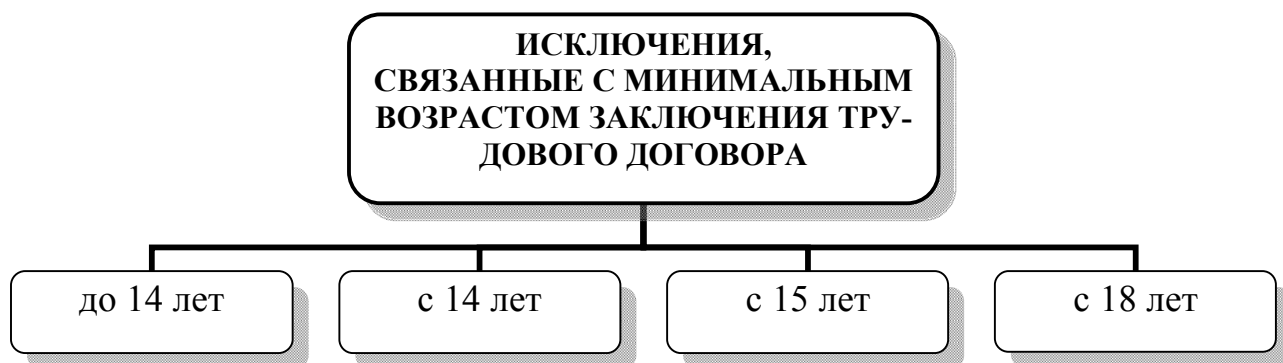 ИСКЛЮЧЕНИЯ,
СВЯЗАННЫЕ С МИНИМАЛЬНЫМ
ВОЗРАСТОМ ЗАКЛЮЧЕНИЯ ТРУ-
ДОВОГО ДОГОВОРА
до 14 лет
с 14 лет
с 15 лет
с 18 лет